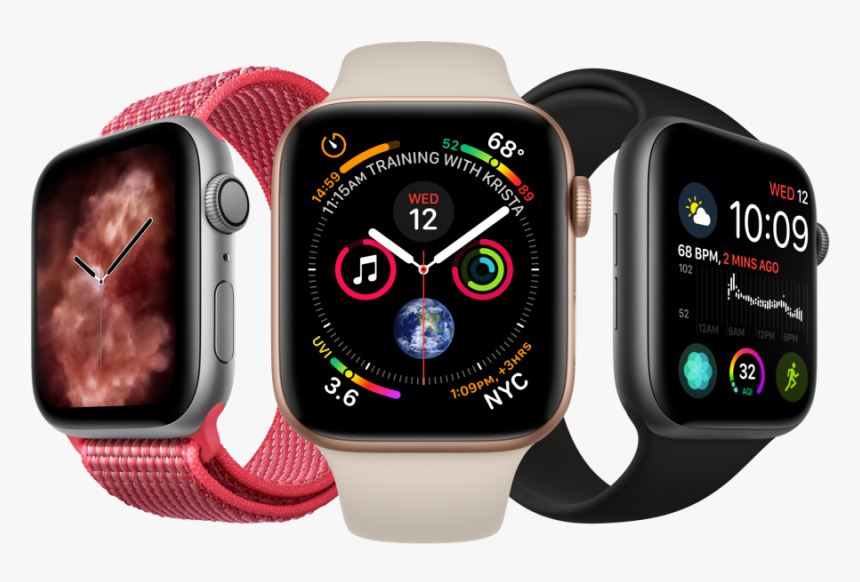 14:59
11:15AM TRAINING WITH KRISTA
52
68°
89
WED
12
UVI
3.6
1:09PM, +3HRS
NYC
WED 12
10:09
68 BPM, 2 MINS AGO
102
52
12AM 6AM 12PM 6PM
32
AQI